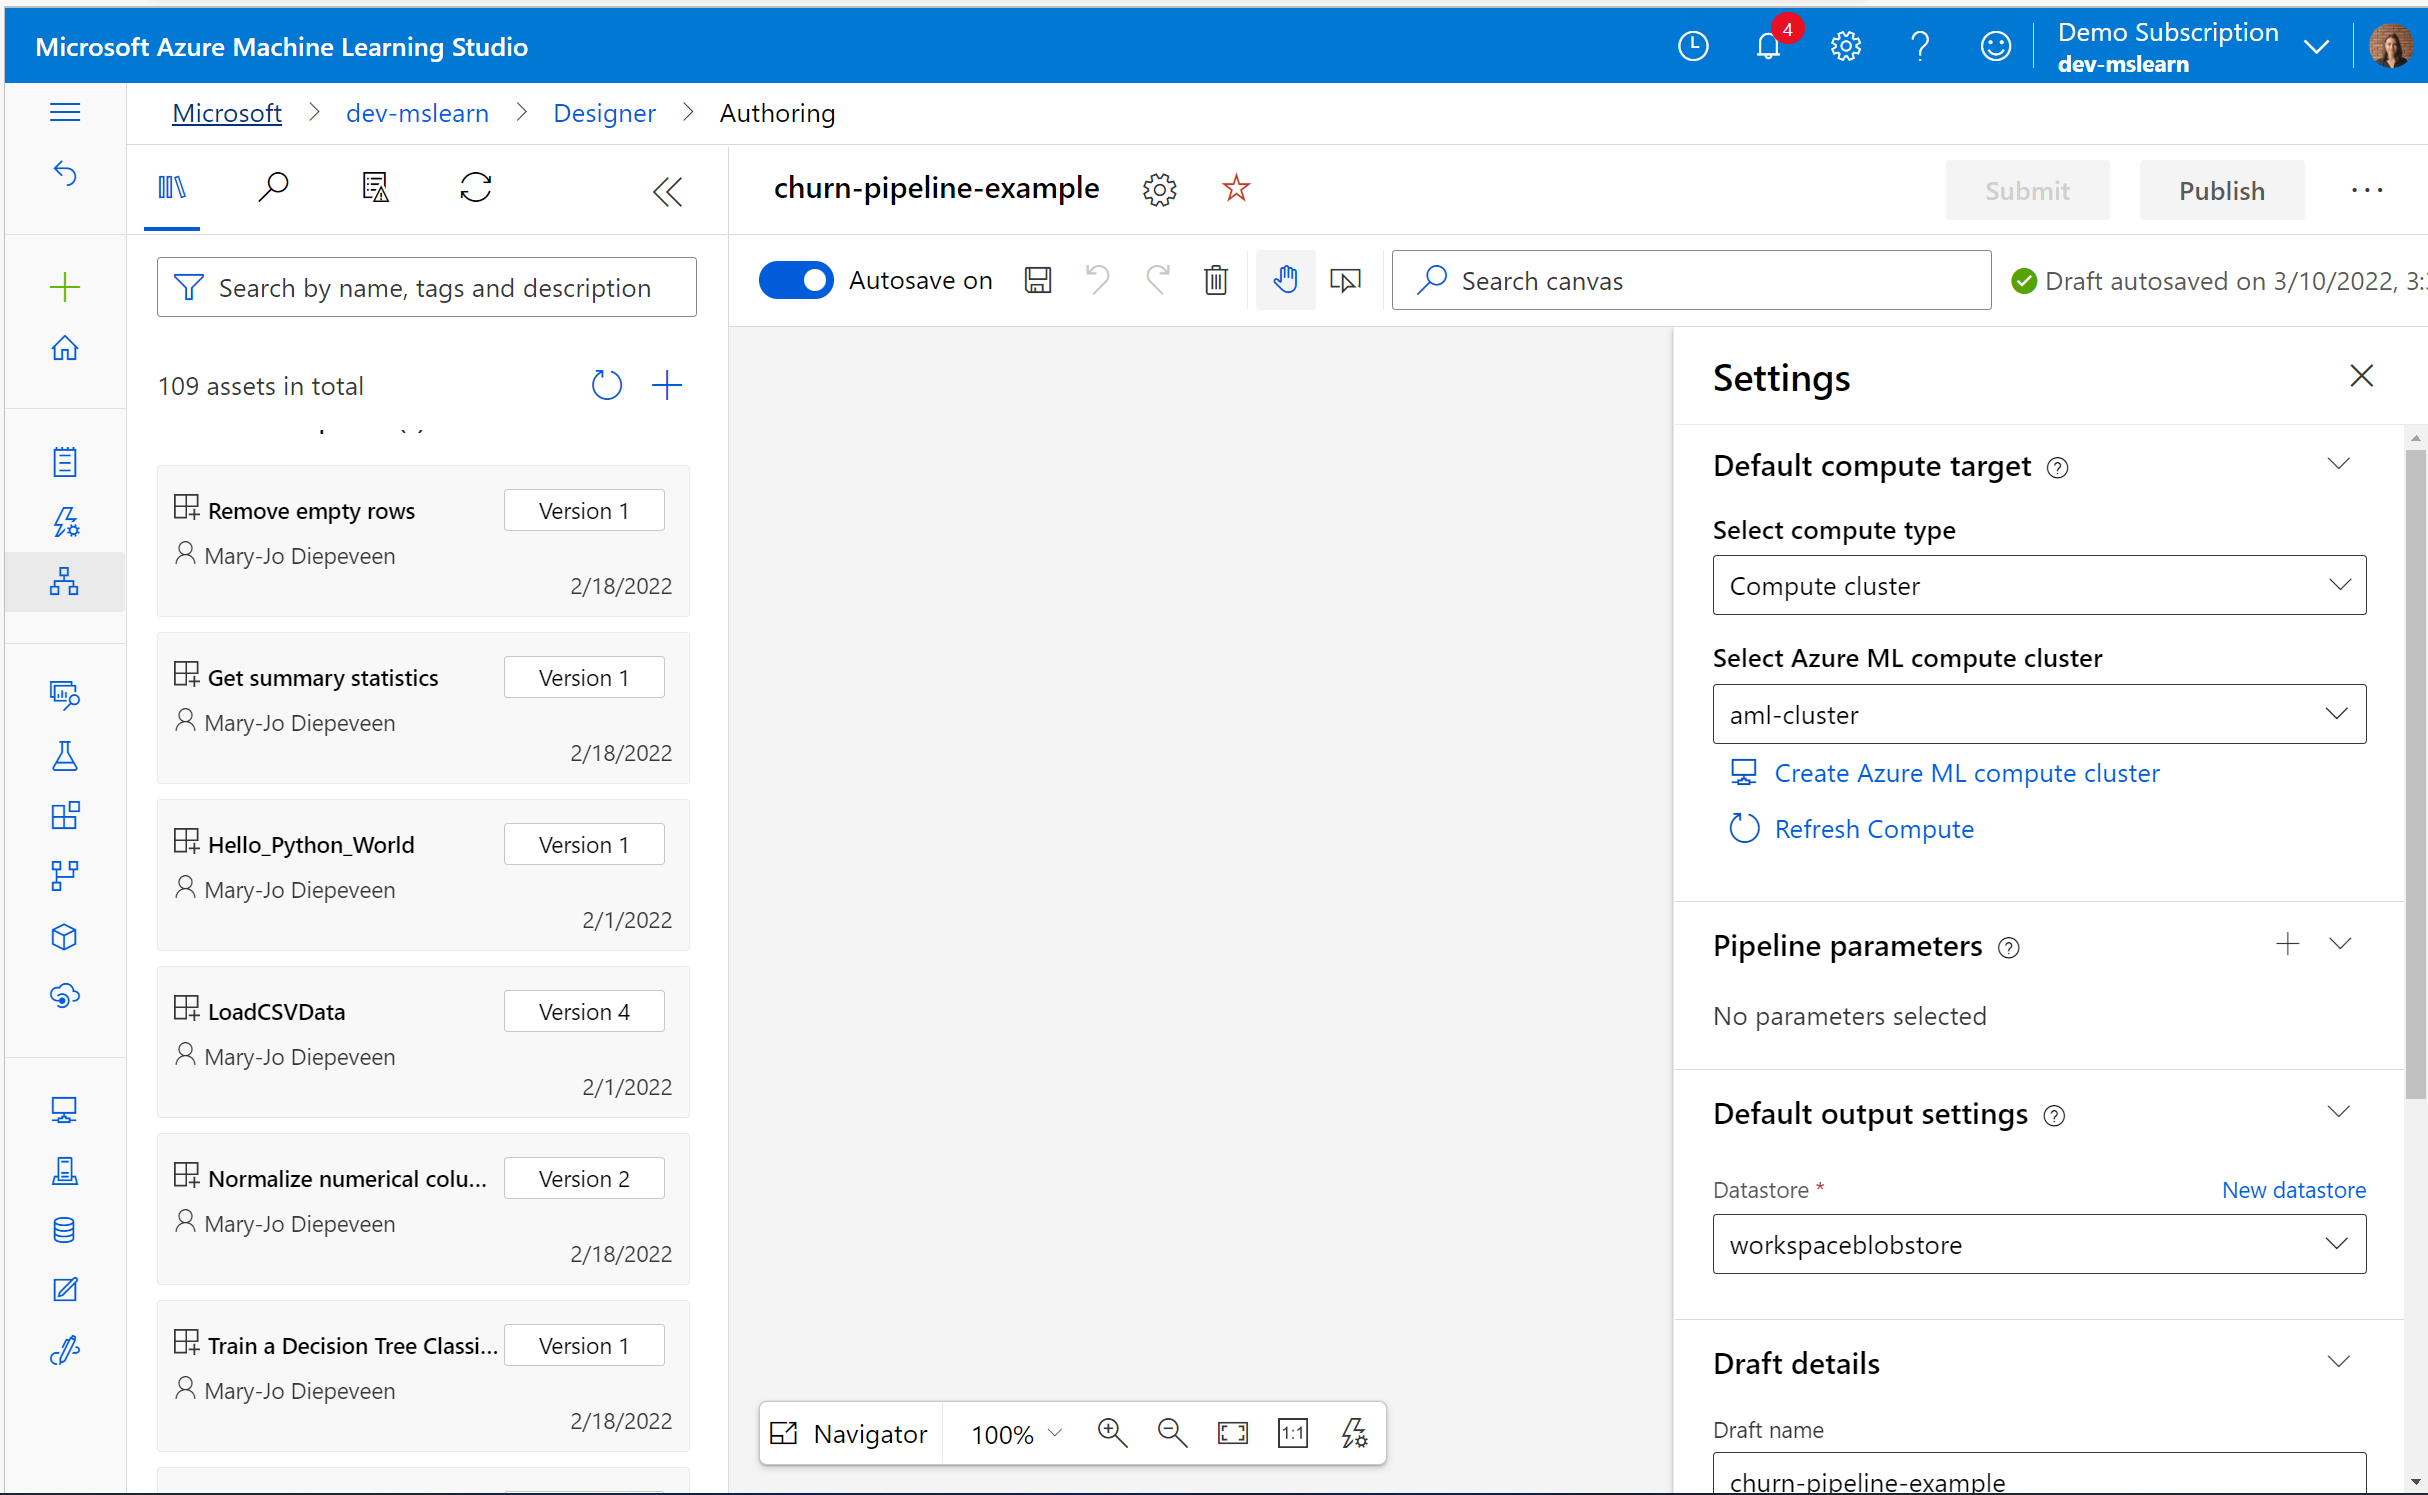 Microsoft Azure Machine Learning Studio
4
Demo Subscription
dev-mslearn
Microsoft > dev-mslearn > Designer > Authoring
churn-pipeline-example
Submit
Publish
...
Search by name, tags and description
Autosave on
Search canvas
Draft autosaved on 3/10/2022, 3:
109 assets in total
Remove empty rows
Version 1
Mary-Jo Diepeveen
2/18/2022
Get summary statistics
Version 1
Mary-Jo Diepeveen
2/18/2022
Hello_Python_World
Version 1
Mary-Jo Diepeveen
2/1/2022
LoadCSVData
Version 4
Mary-Jo Diepeveen
2/1/2022
Normalize numerical colu...
Version 2
Mary-Jo Diepeveen
2/18/2022
Train a Decision Tree Classi...
Version 1
Mary-Jo Diepeveen
2/18/2022
Navigator
100%
1:1
Settings
Default compute target
Select compute type
Compute cluster
Select Azure ML compute cluster
aml-cluster
Create Azure ML compute cluster
Refresh Compute
Pipeline parameters
No parameters selected
Default output settings
Datastore *
New datastore
workspaceblobstore
Draft details
Draft name
churn-pipeline-example